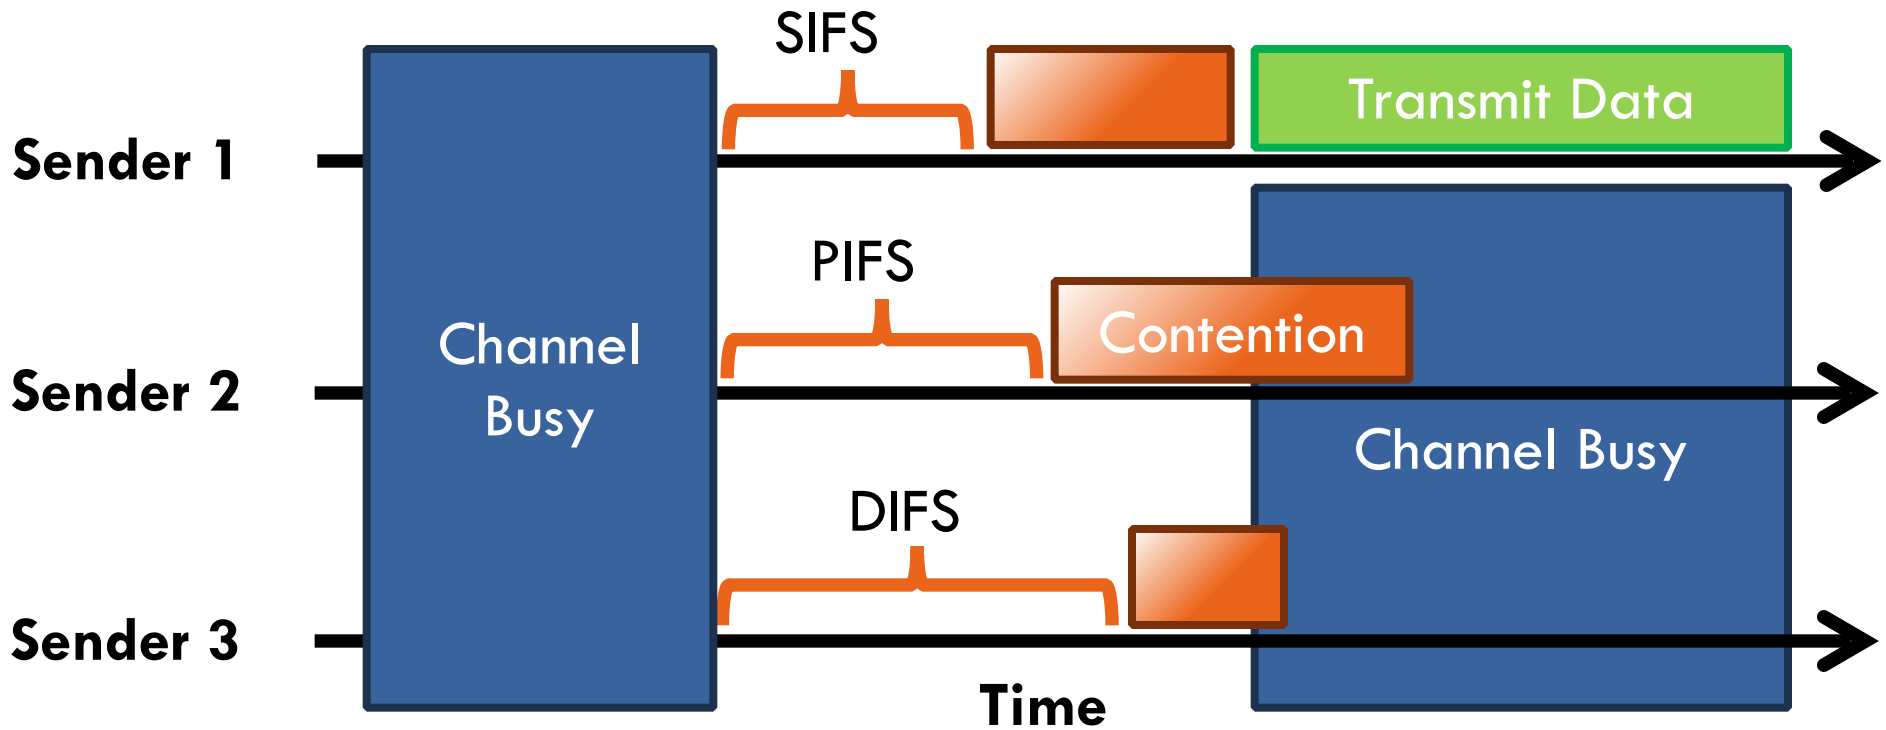 SIFS
Transmit Data
Sender 1
PIFS
Channel
Busy
Contention
Sender 2
Channel Busy
DIFS
Sender 3
Time